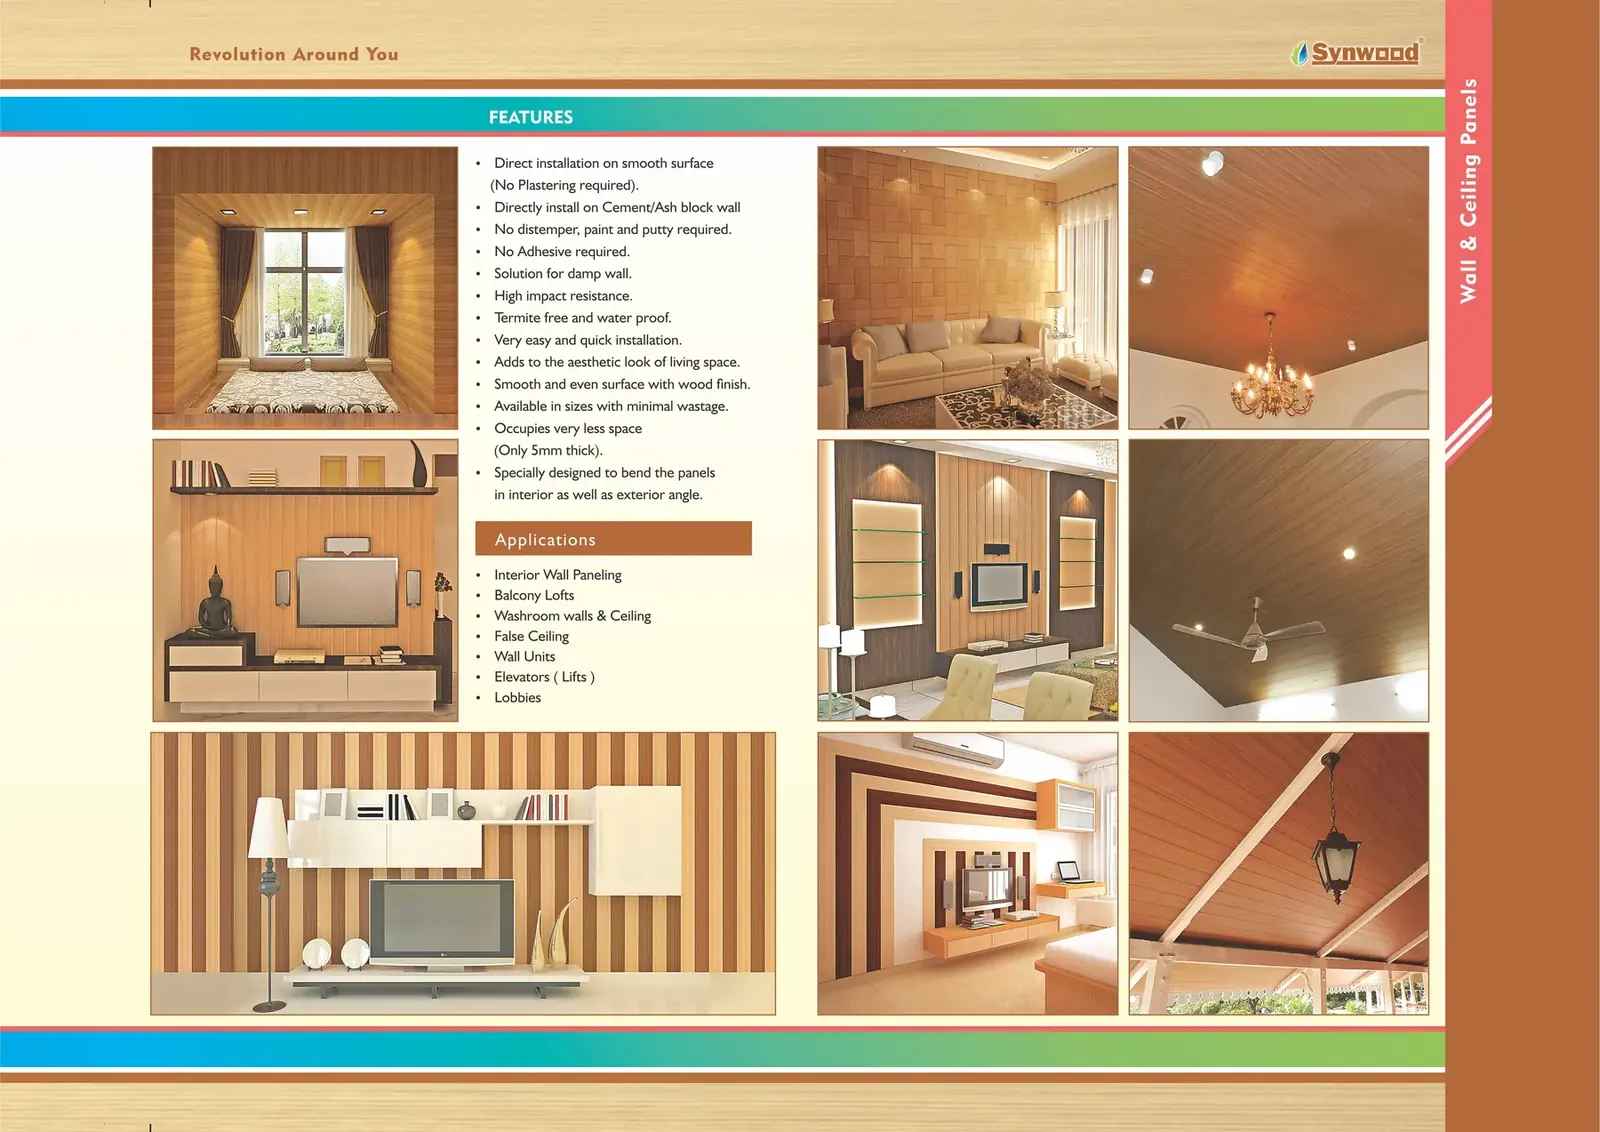 Revolution Around You
Synwood®
FEATURES
• Direct installation on smooth surface
(No Plastering required).
• Directly install on Cement/Ash block wall
• No distemper, paint and putty required.
• No Adhesive required.
• Solution for damp wall.
• High impact resistance.
• Termite free and water proof.
• Very easy and quick installation.
• Adds to the aesthetic look of living space.
• Smooth and even surface with wood finish.
• Available in sizes with minimal wastage.
• Occupies very less space
(Only 5mm thick).
• Specially designed to bend the panels
in interior as well as exterior angle.
Applications
• Interior Wall Paneling
• Balcony Lofts
• Washroom walls & Ceiling
• False Ceiling
• Wall Units
• Elevators ( Lifts )
• Lobbies
Wall & Ceiling Panels